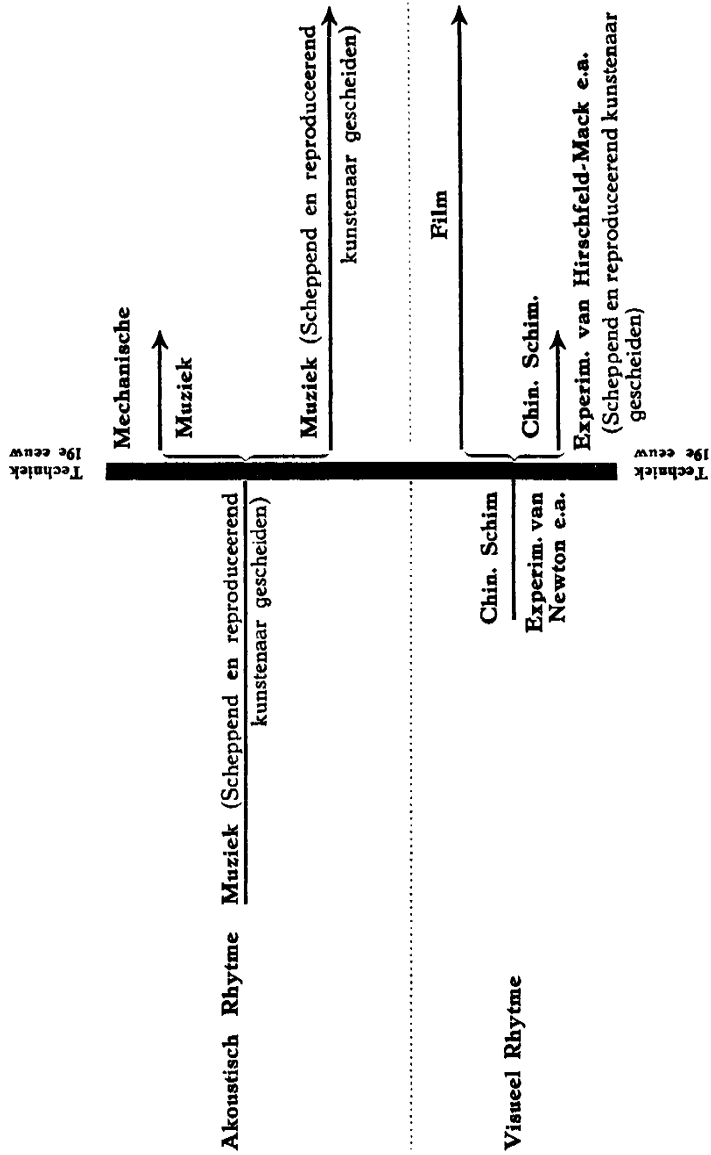 Techniek
19e eeuw
Mechanische
Muziek
Akoustisch Rhytme
Muziek (Scheppend en reproduceerend
kunstenaar gescheiden)
Muziek (Scheppend en reproduceerend
kunstenaar gescheiden)
Film
Visueel Rhytme
Chin. Schim
Experim. van
Newton e.a.
Chin. Schim.
Experim. van Hirschfeld-Mack e.a.
(Scheppend en reproduceerend kunstenaar
gescheiden)
Techniek
19e eeuw